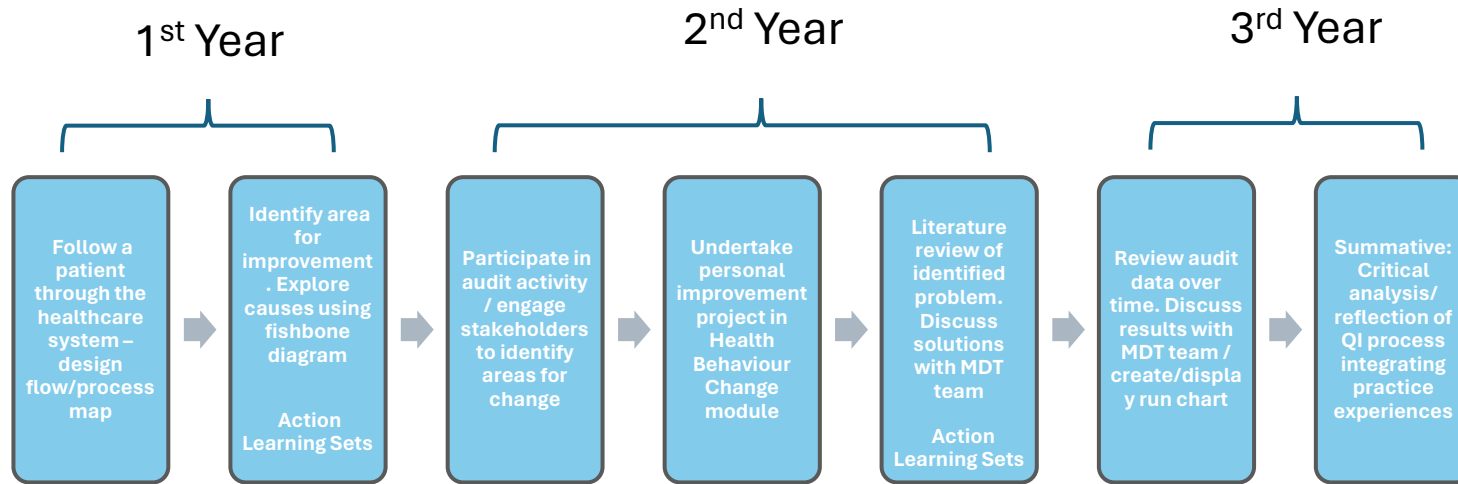 1st Year
2nd Year
3rd Year
Follow a
patient
through the
healthcare
system –
design
flow/process
map
Identify area
for
improvement
. Explore
causes using
fishbone
diagram
Action
Learning Sets
Participate in
audit activity
/ engage
stakeholders
to identify
areas for
change
Undertake
personal
improvement
project in
Health
Behaviour
Change
module
Literature
review of
identified
problem.
Discuss
solutions
with MDT
team
Action
Learning Sets
Review audit
data over
time. Discuss
results with
MDT team /
create/displa
y run chart
Summative:
Critical
analysis/
reflection of
QI process
integrating
practice
experiences